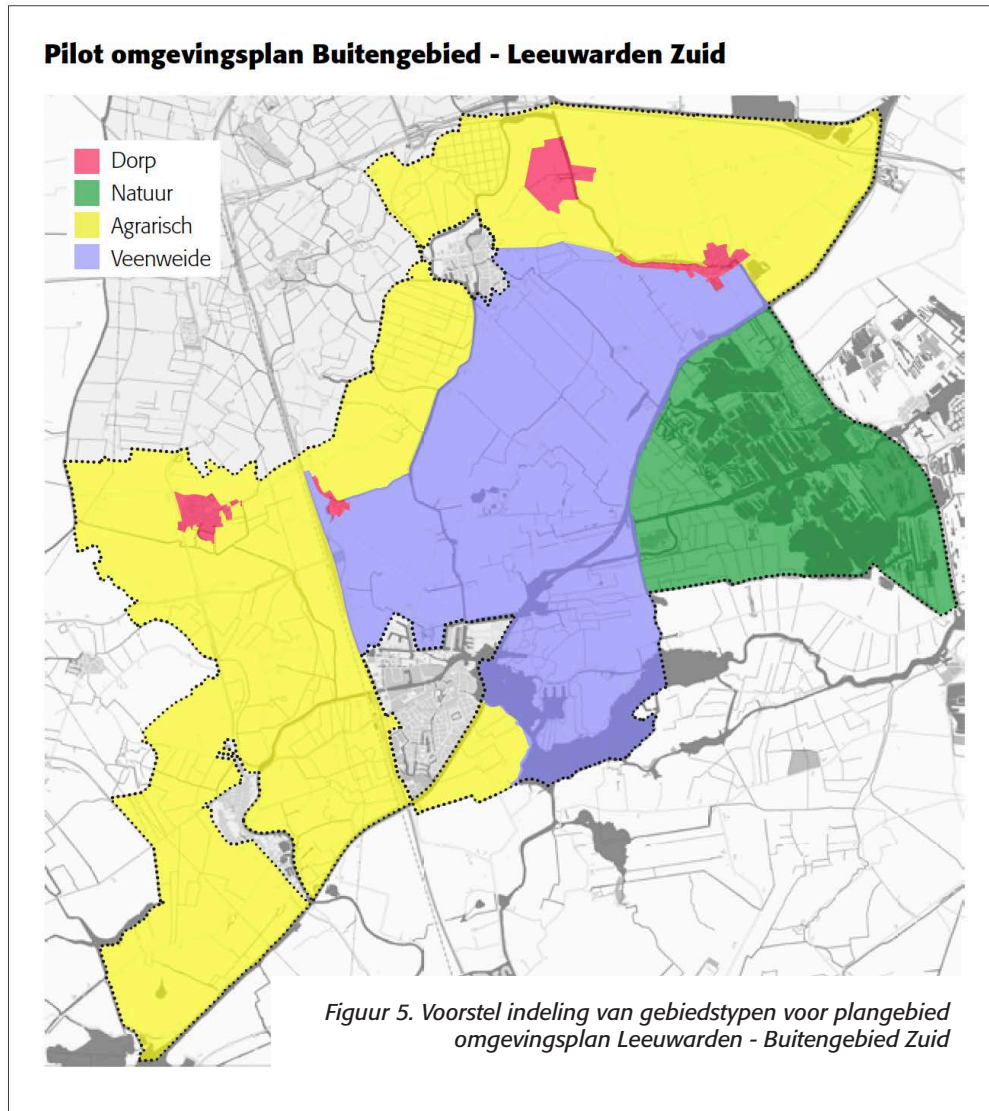 Pilot omgevingsplan Buitengebied - Leeuwarden Zuid
Dorp
Natuur
Agrarisch
Veenweide
Figuur 5. Voorstel indeling van gebiedstypen voor plangebied
omgevingsplan Leeuwarden - Buitengebied Zuid